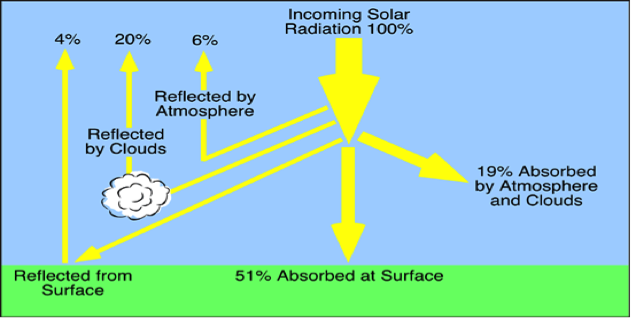 Incoming Solar
Radiation 100%
4%
20%
6%
Reflected by
Atmosphere
Reflected
by Clouds
19% Absorbed
by Atmosphere
and Clouds
Reflected from
Surface
51% Absorbed at Surface